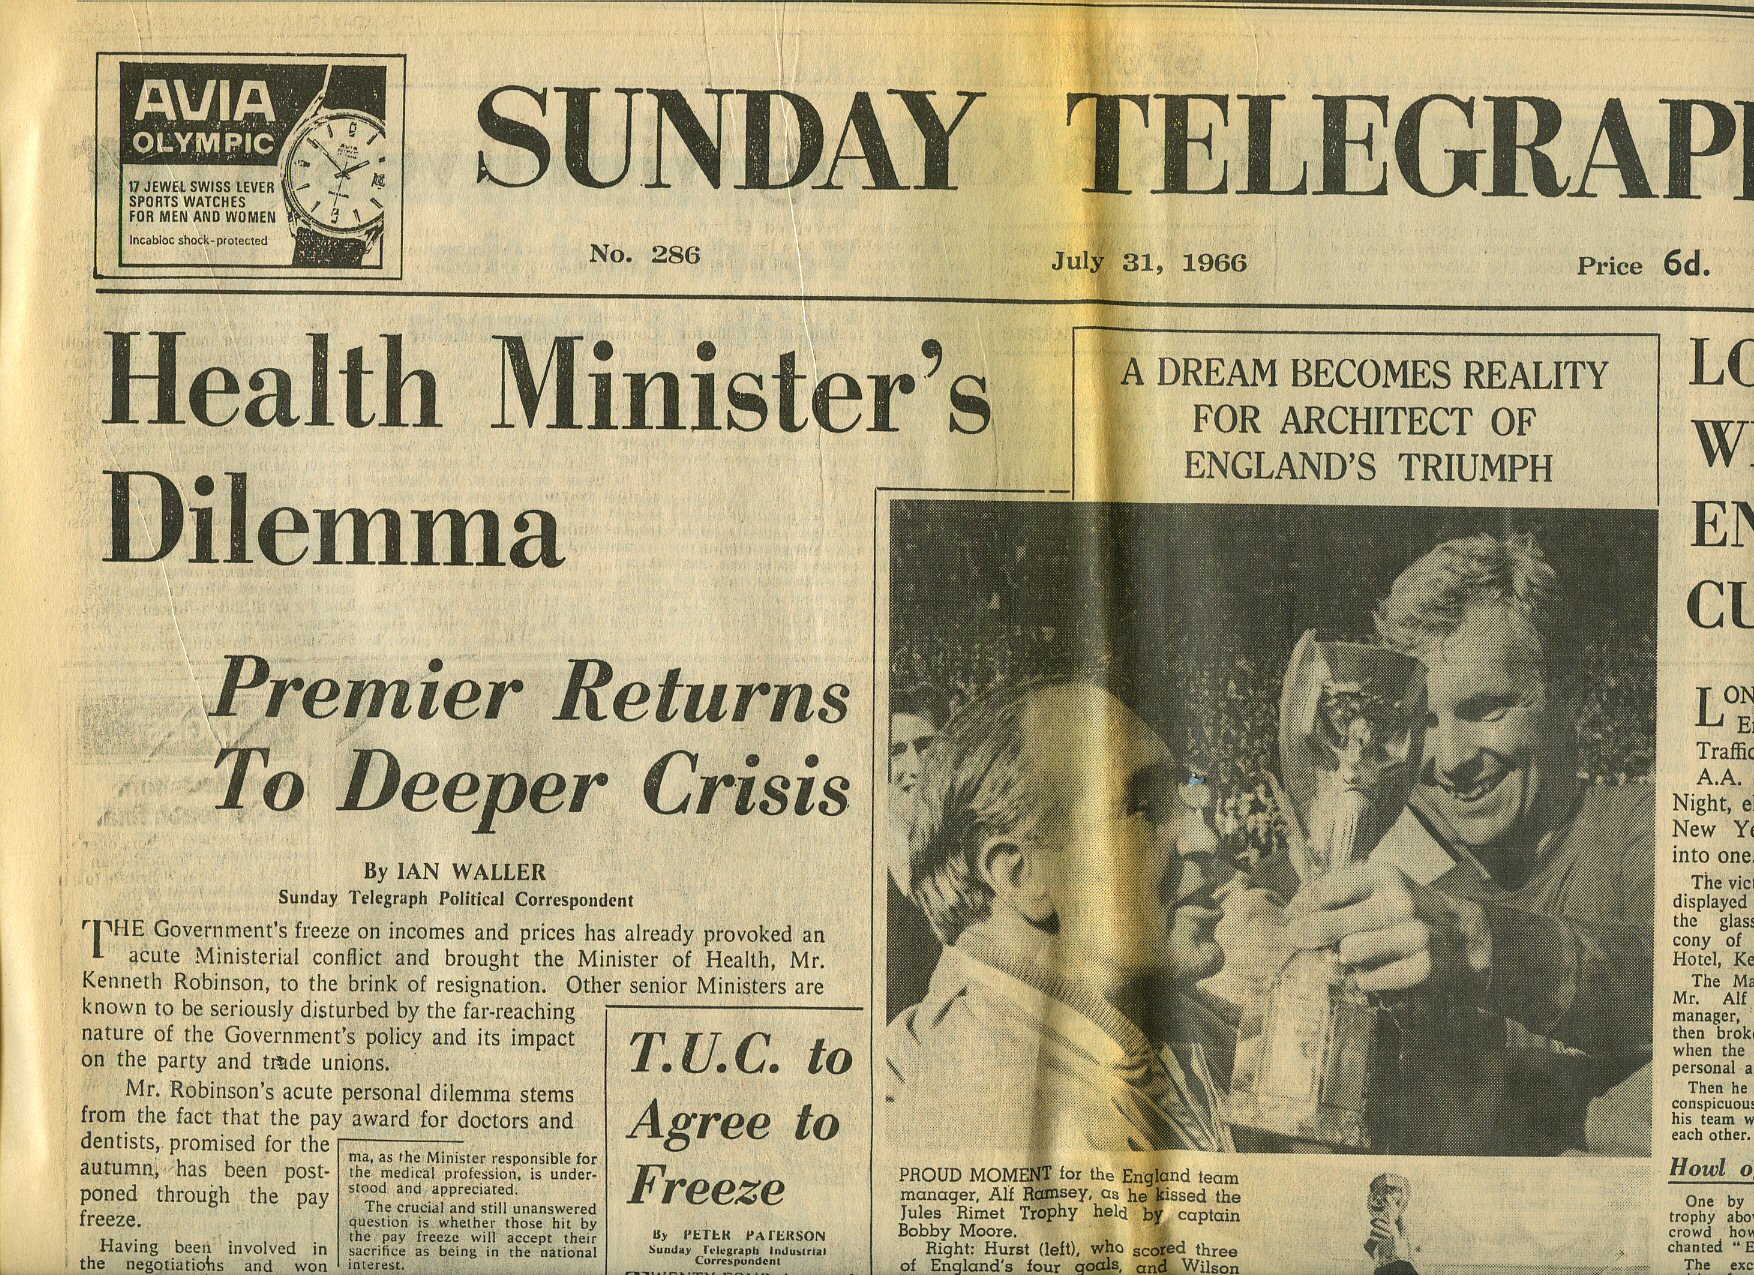 AVIA
OLYMPIC
17 JEWEL SWISS LEVER
SPORTS WATCHES
FOR MEN AND WOMEN
Incabloc shock-protected
SUNDAY TELEGRAP
No. 286
July 31, 1966
Price 6d.
Health Minister's
Dilemma
Premier Returns
To Deeper Crisis
By IAN WALLER
Sunday Telegraph Political Correspondent
THE Government's freeze on incomes and prices has already provoked an
acute Ministerial conflict and brought the Minister of Health, Mr.
Kenneth Robinson, to the brink of resignation. Other senior Ministers are
known to be seriously disturbed by the far-reaching
nature of the Government's policy and its impact
on the party and trade unions.
Mr. Robinson's acute personal dilemma stems
from the fact that the pay award for doctors and
dentists, promised for the
autumn, has been post-
poned through the pay
freeze.
Having been involved in
the negotiations and won
ma, as the Minister responsible for
the medical profession, is under-
stood and appreciated.
The crucial and still unanswered
question is whether those hit by
the pay freeze will accept their
sacrifice as being in the national
interest.
T.U.C. to
Agree to
Freeze
By PETER PATERSON
Sunday Telegraph Industrial
Correspondent
A DREAM BECOMES REALITY
FOR ARCHITECT OF
ENGLAND'S TRIUMPH
PROUD MOMENT for the England team
manager, Alf Ramsey, as he kissed the
Jules Rimet Trophy held by captain
Bobby Moore.
Right: Hurst (left), who scored three
of England's four goals, and Wilson
LO
W
EN
CU
LON
E
Traffic
A.A.
Night, e
New Ye
into one.
The vict
displayed
the glass
cony of
Hotel, Ke
The Ma
Mr. Alf
manager,
then broke
when the
personal a
Then he
conspicuous
his team w
each other.
Howl o
One by
trophy abov
crowd how
chanted "E
The exc